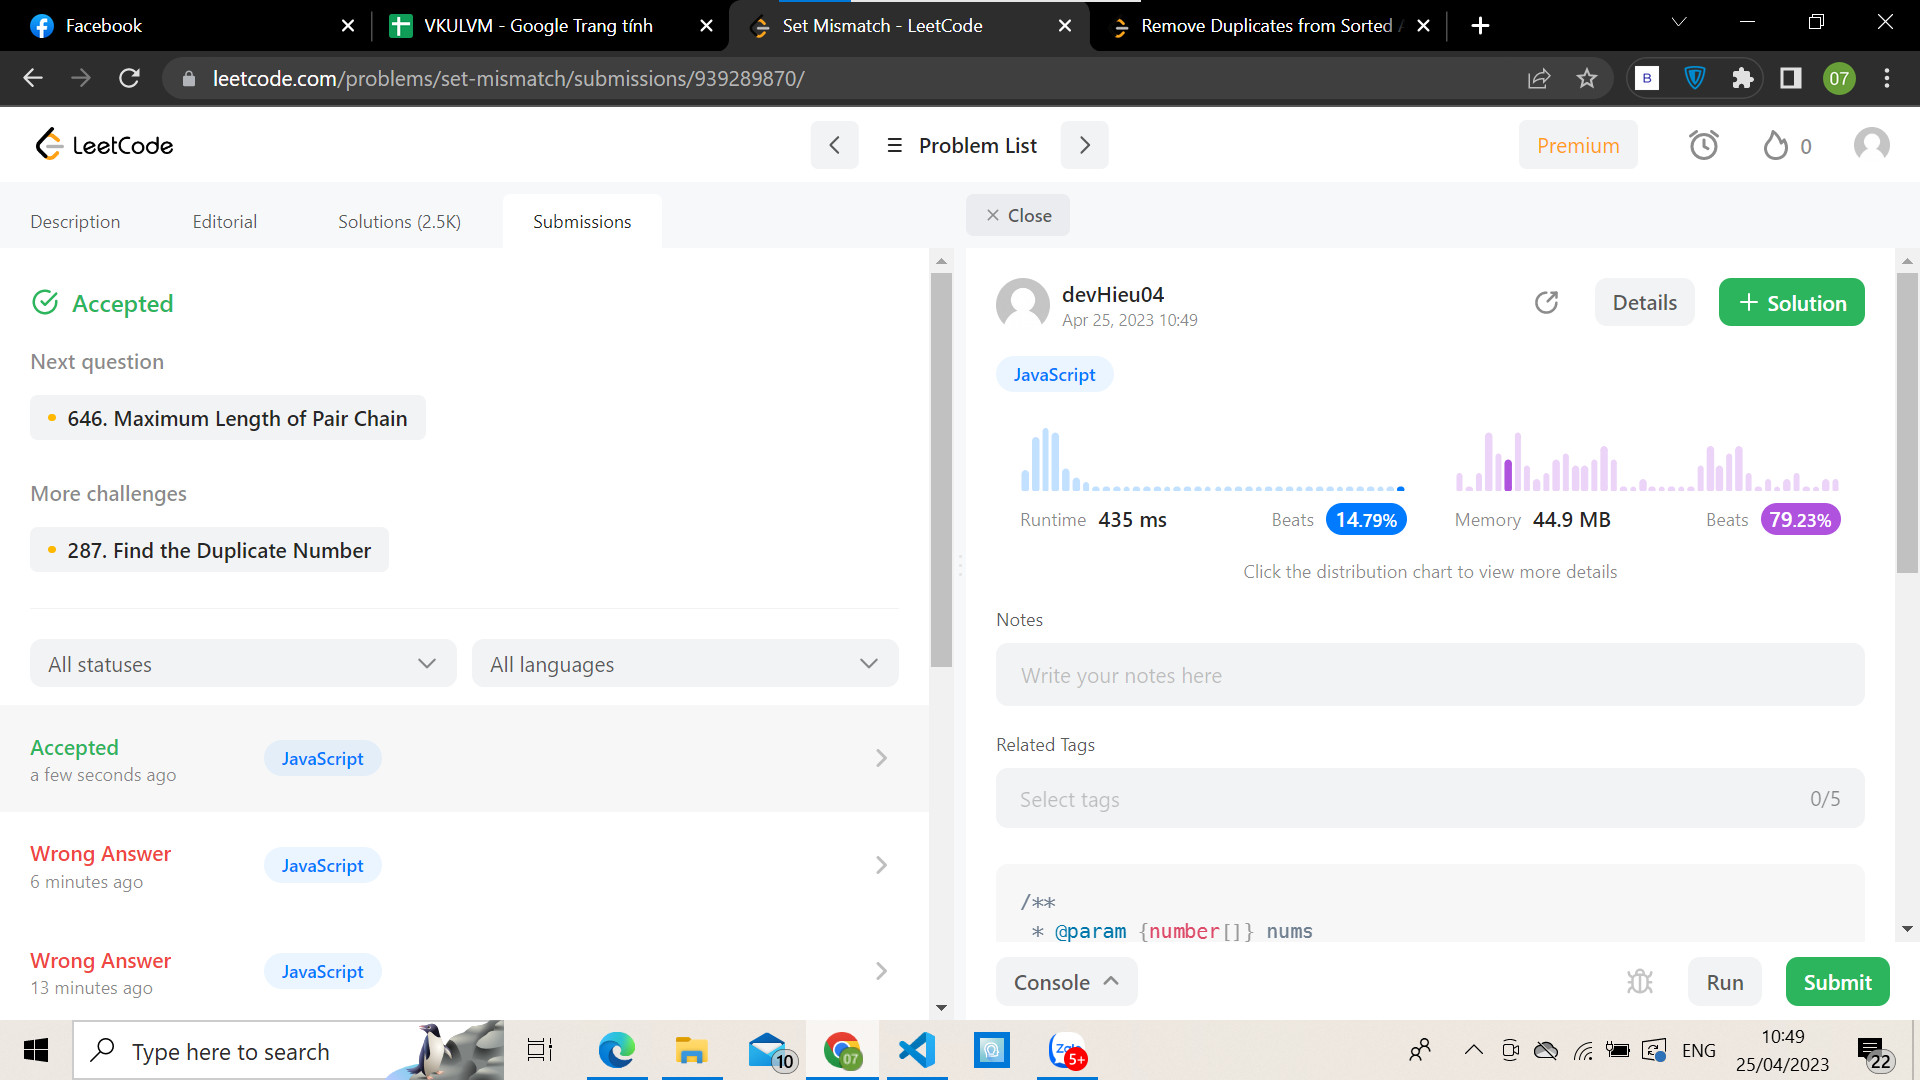 Facebook
VKULVM - Google Trang tính
Set Mismatch - LeetCode
Remove Duplicates from Sorted
leetcode.com/problems/set-mismatch/submissions/939289870/
B
07
LeetCode
Problem List
Premium
0
Description
Editorial
Solutions (2.5K)
Submissions
Close
Accepted
Next question
646. Maximum Length of Pair Chain
More challenges
287. Find the Duplicate Number
All statuses
All languages
Accepted
a few seconds ago
JavaScript
Wrong Answer
6 minutes ago
JavaScript
Wrong Answer
13 minutes ago
JavaScript
devHieu04
Apr 25, 2023 10:49
Details
+ Solution
JavaScript
Runtime 435 ms
Beats 14.79%
Memory 44.9 MB
Beats 79.23%
Click the distribution chart to view more details
Notes
Write your notes here
Related Tags
Select tags
0/5
/**
* @param {number[]} nums
Console
Run
Submit
Type here to search
10
07
5+
ENG
10:49
25/04/2023
22